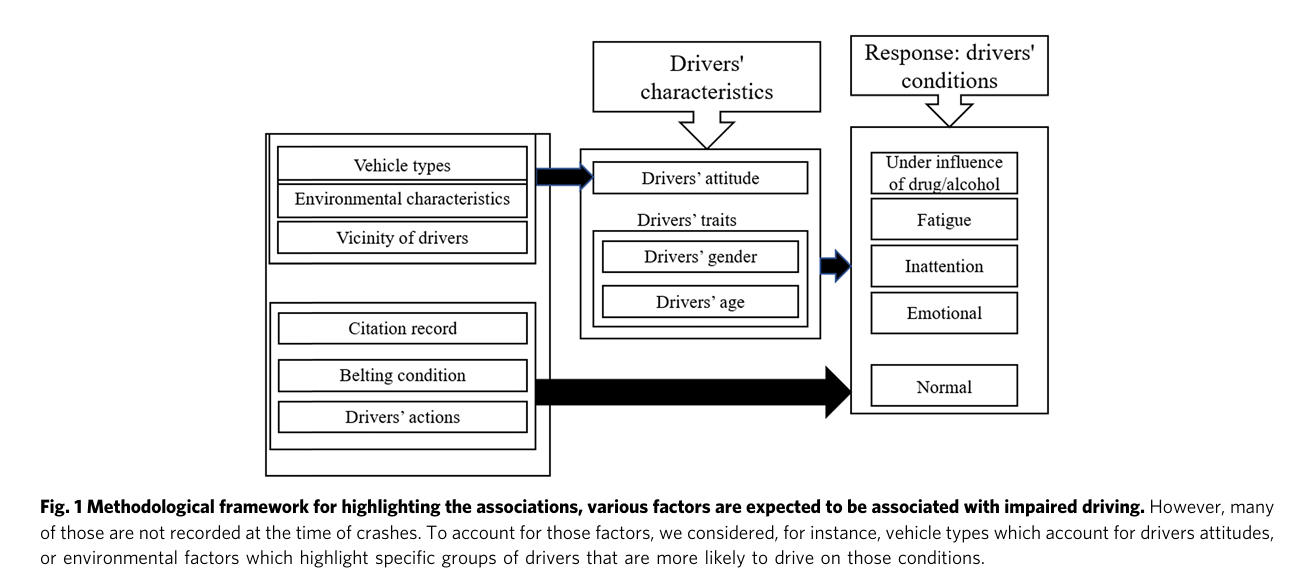 Drivers'
characteristics
Response: drivers'
conditions
Vehicle types
Environmental characteristics
Vicinity of drivers
Citation record
Belting condition
Drivers’ actions
Drivers’ attitude
Drivers’ traits
Drivers’ gender
Drivers’ age
Under influence
of drug/alcohol
Fatigue
Inattention
Emotional
Normal
Fig. 1 Methodological framework for highlighting the associations, various factors are expected to be associated with impaired driving. However, many
of those are not recorded at the time of crashes. To account for those factors, we considered, for instance, vehicle types which account for drivers attitudes,
or environmental factors which highlight specific groups of drivers that are more likely to drive on those conditions.